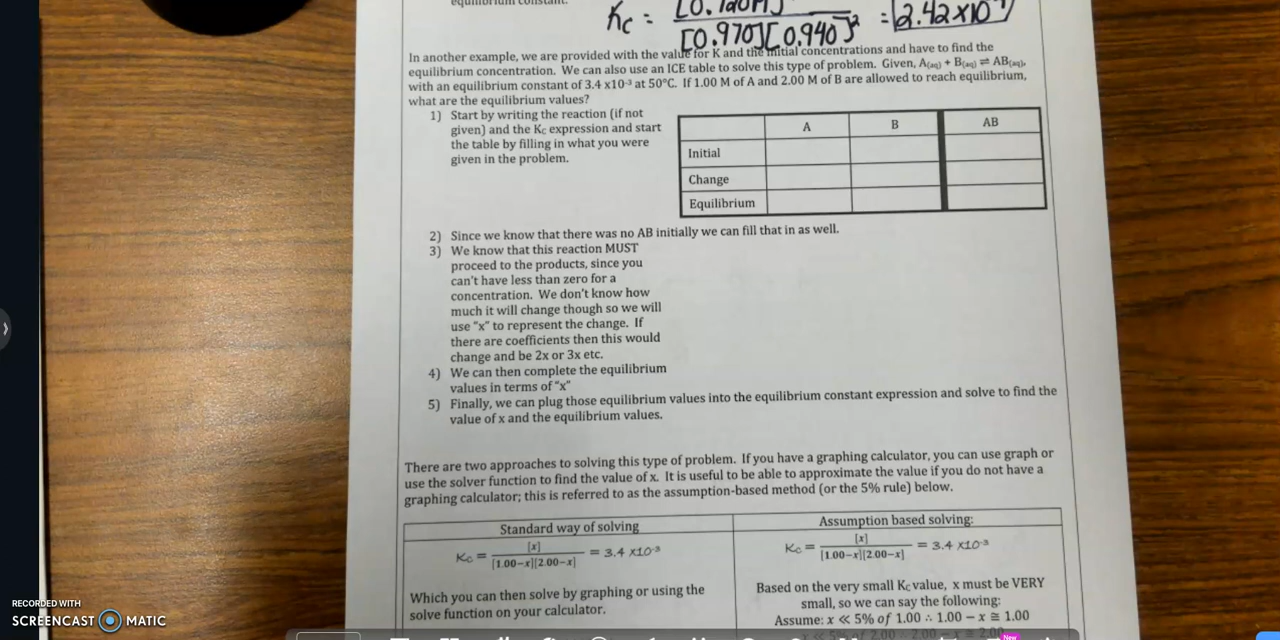 equilibrium constant.
Kc = [0.120M]
[0.970][0.940]² = 2.42x10
In another example, we are provided with the value for K and the initial concentrations and have to find the
equilibrium concentration. We can also use an ICE table to solve this type of problem. Given, A(aq) + B(aq) ⇌ AB(aq),
with an equilibrium constant of 3.4 x10⁻³ at 50°C. If 1.00 M of A and 2.00 M of B are allowed to reach equilibrium,
what are the equilibrium values?
1) Start by writing the reaction (if not
given) and the Kc expression and start
the table by filling in what you were
given in the problem.
A B AB
Initial
Change
Equilibrium
2) Since we know that there was no AB initially we can fill that in as well.
3) We know that this reaction MUST
proceed to the products, since you
can't have less than zero for a
concentration. We don't know how
much it will change though so we will
use "x" to represent the change. If
there are coefficients then this would
change and be 2x or 3x etc.
4) We can then complete the equilibrium
values in terms of "x"
5) Finally, we can plug those equilibrium values into the equilibrium constant expression and solve to find the
value of x and the equilibrium values.
There are two approaches to solving this type of problem. If you have a graphing calculator, you can use graph or
use the solver function to find the value of x. It is useful to be able to approximate the value if you do not have a
graphing calculator; this is referred to as the assumption-based method (or the 5% rule) below.
Standard way of solving
Kc = [x] / [1.00−x][2.00−x] = 3.4 x10⁻³
Which you can then solve by graphing or using the
solve function on your calculator.
Assumption based solving:
Kc = [x] / [1.00−x][2.00−x] = 3.4 x10⁻³
Based on the very small Kc value, x must be VERY
small, so we can say the following:
Assume: x ≪ 5% of 1.00 ∴ 1.00 − x ≅ 1.00
RECORDED WITH
SCREENCAST MATIC
New